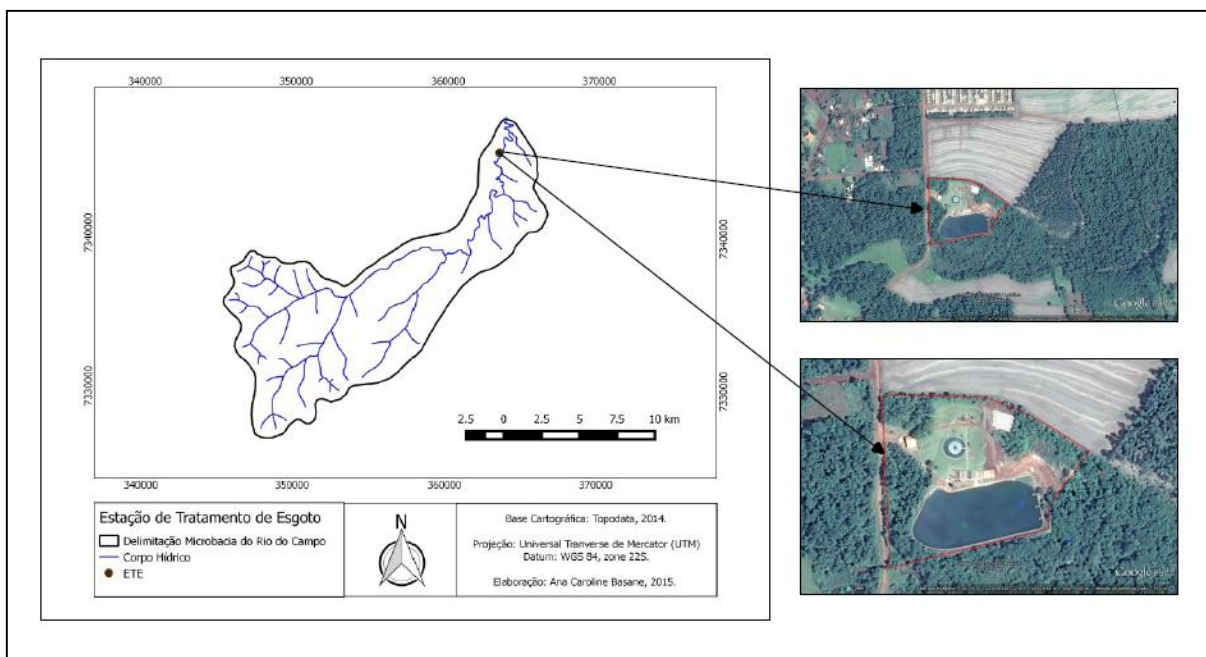 340000 350000 360000 370000
7340000
7340000
7330000
7330000
2.5 0 2.5 5 7.5 10 km
340000 350000 360000 370000
Estação de Tratamento de Esgoto
Delimitação Microbacia do Rio do Campo
Corpo Hídrico
ETE
N
Base Cartográfica: Topodata, 2014.
Projeção: Universal Tranverse de Mercator (UTM)
Datum: WGS 84, zone 22S.
Elaboração: Ana Caroline Basane, 2015.
Google
Google